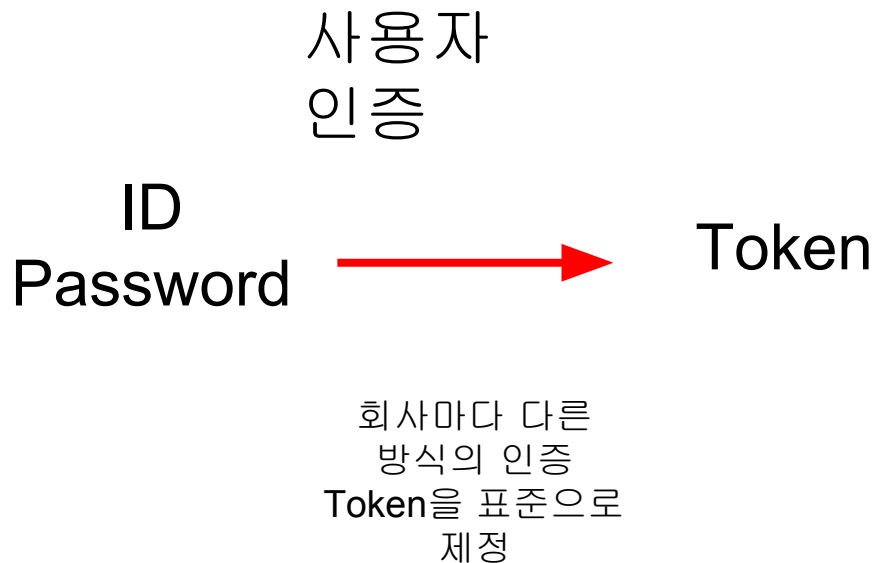 사용자
인증
ID
Password
Token
회사마다 다른
방식의 인증
Token을 표준으로
제정